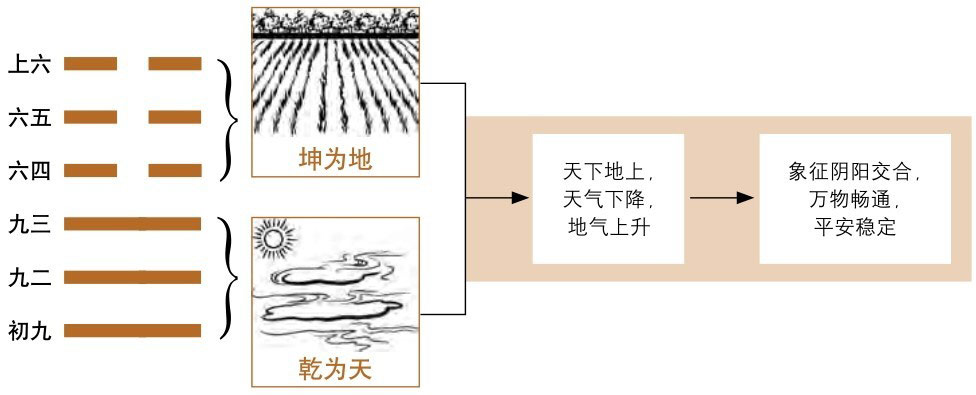 上六
六五
六四
九三
九二
初九
坤为地
乾为天
天下地上，
天气下降，
地气上升
象征阴阳交合，
万物畅通，
平安稳定